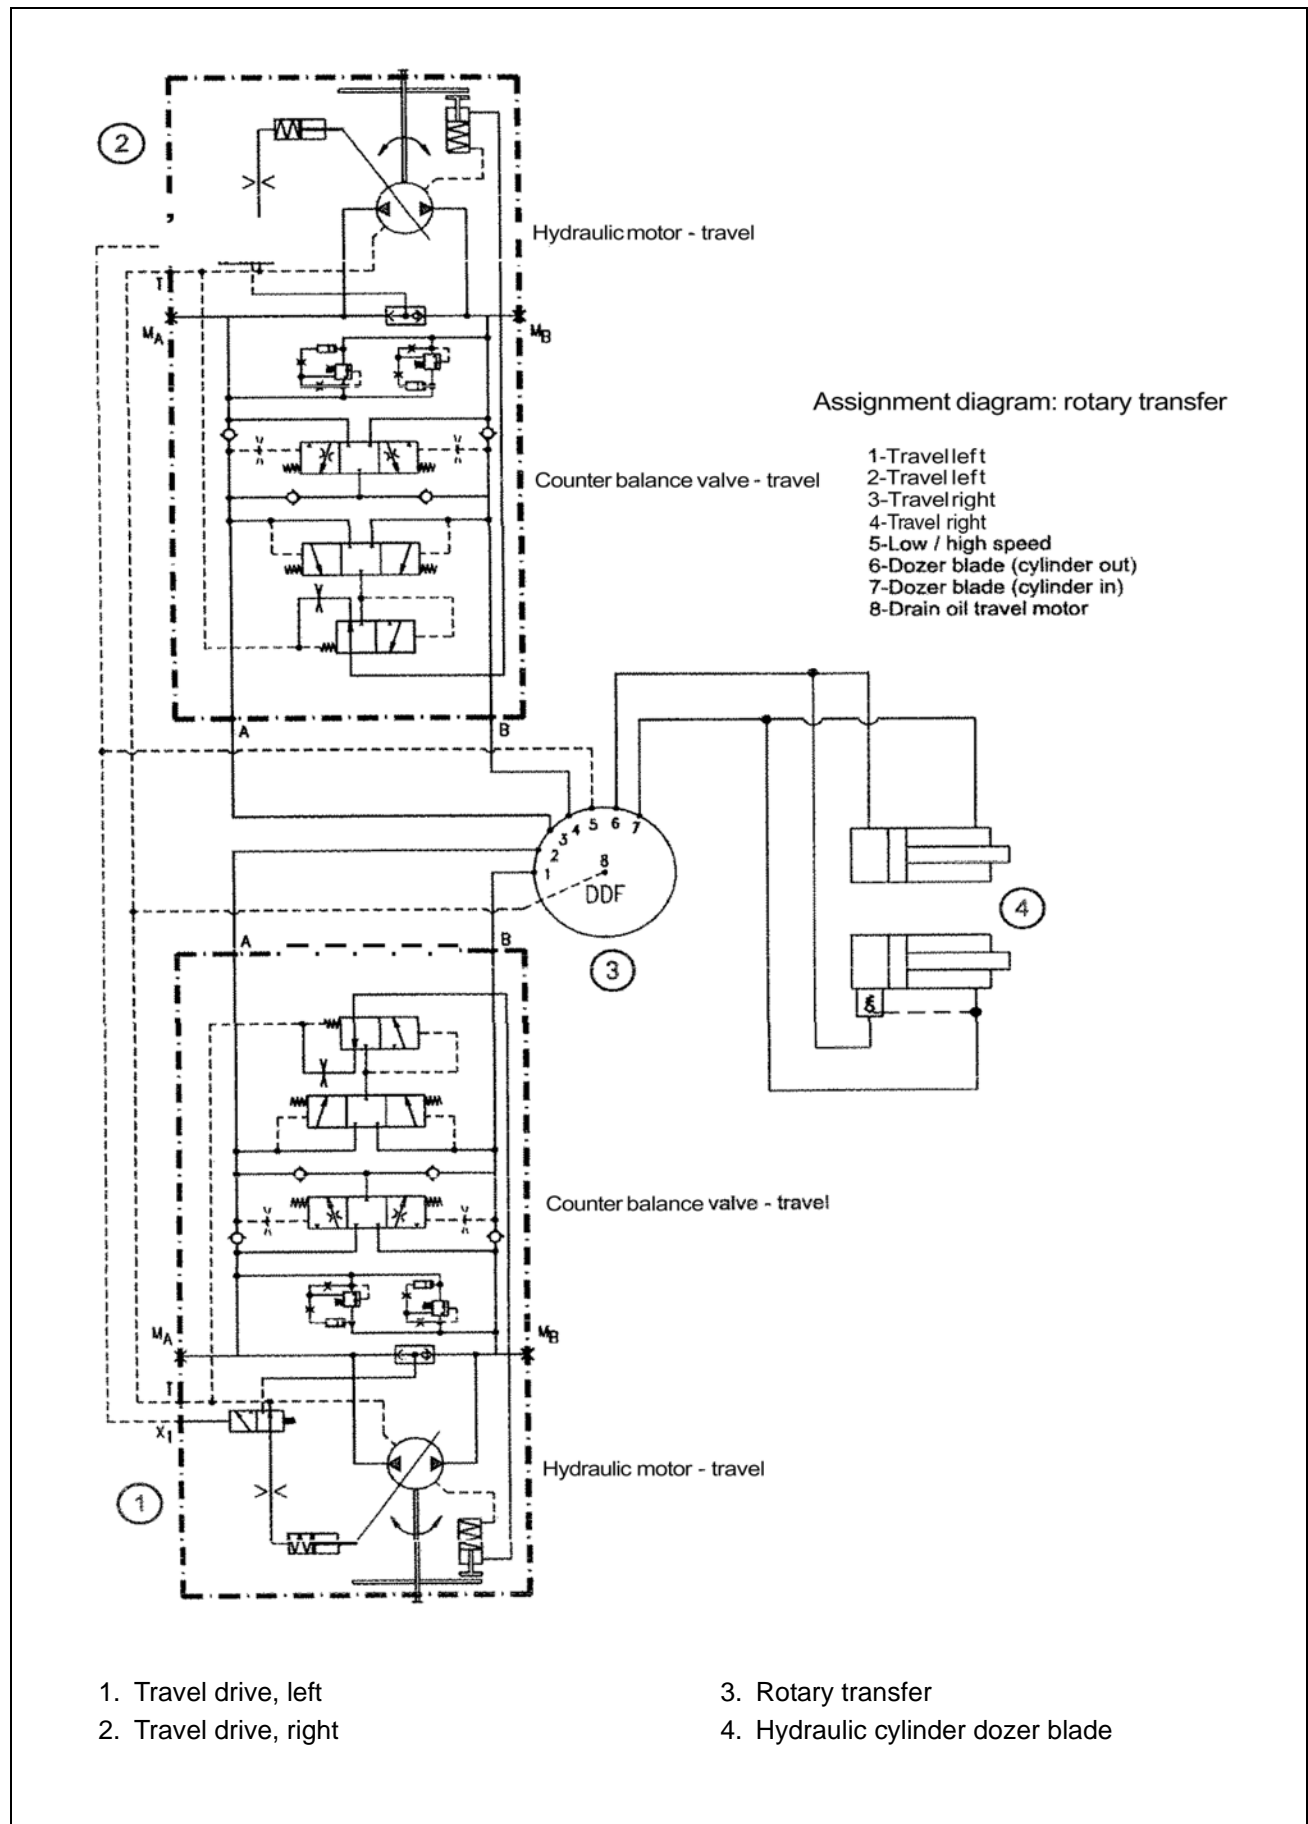 2
Hydraulic motor - travel
T
MA
MB
Assignment diagram: rotary transfer
1-Travel left
2-Travel left
3-Travel right
4-Travel right
5-Low / high speed
6-Dozer blade (cylinder out)
7-Dozer blade (cylinder in)
8-Drain oil travel motor
Counter balance valve - travel
A
B
1
2
3
4
5
6
7
8
DDF
3
4
A
B
Counter balance valve - travel
MA
MB
T
X1
Hydraulic motor - travel
1
1. Travel drive, left
2. Travel drive, right
3. Rotary transfer
4. Hydraulic cylinder dozer blade